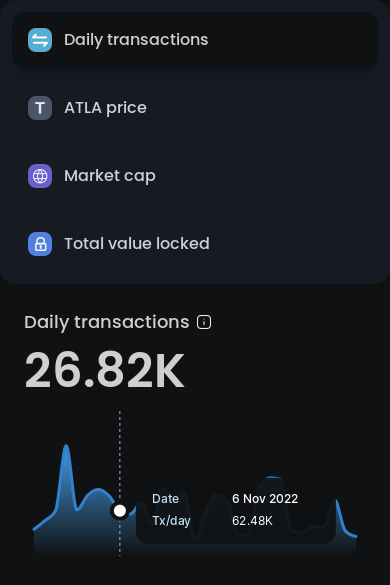 Daily transactions
T ATLA price
Market cap
Total value locked
Daily transactions
26.82K
Date 6 Nov 2022
Tx/day 62.48K